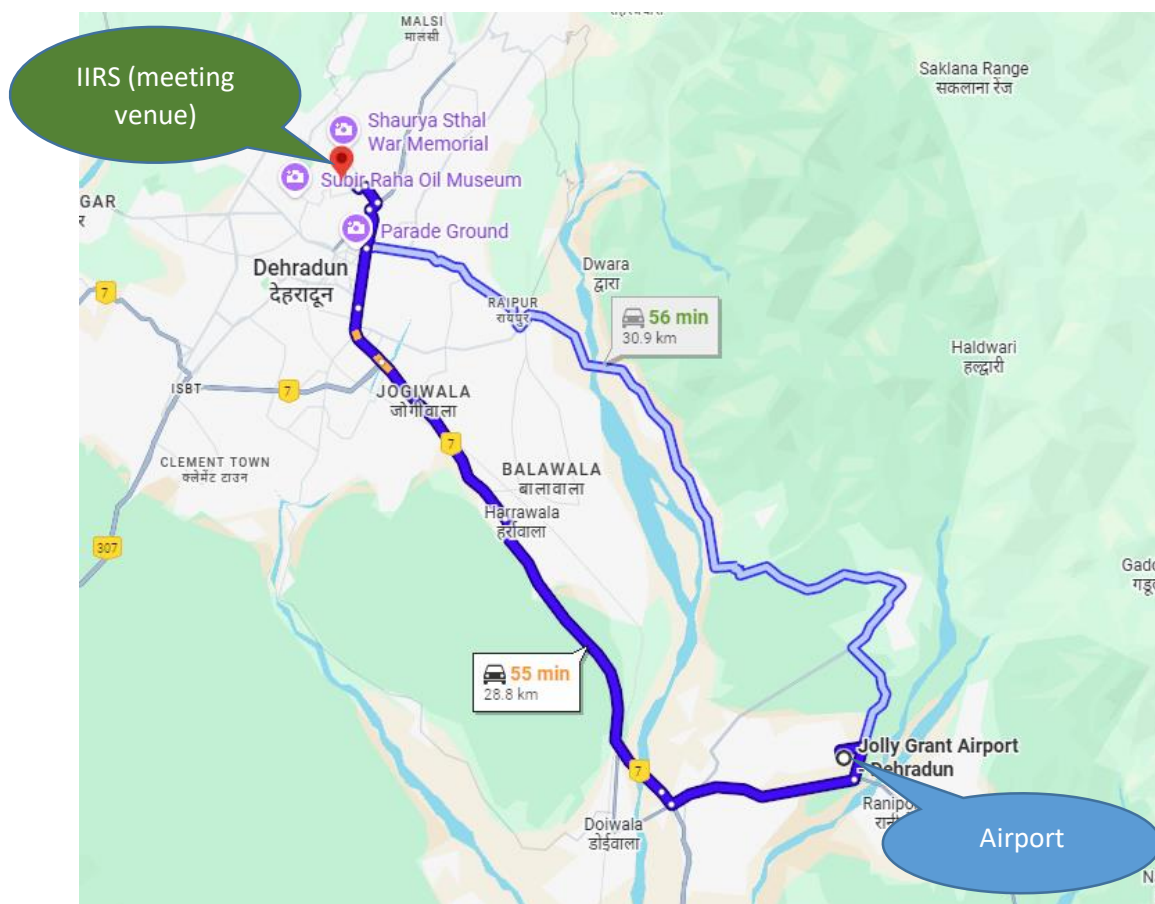 MALSI
मालसी
IIRS (meeting
venue)
Saklana Range
सकलाना रेंज
Shaurya Sthal
War Memorial
Subir Raha Oil Museum
Parade Ground
Dehradun
देहरादून
Dwara
द्वारा
7
RAIPUR
रायपुर
56 min
30.9 km
Haldwari
हल्द्वारी
ISBT
7
JOGIWALA
जोगीवाला
7
CLEMENT TOWN
क्लेमेंट टाउन
BALAWALA
बालावाला
Harrawala
हर्रावाला
307
55 min
28.8 km
Jolly Grant Airport
- Dehradun
7
Doiwala
डोईवाला
Airport